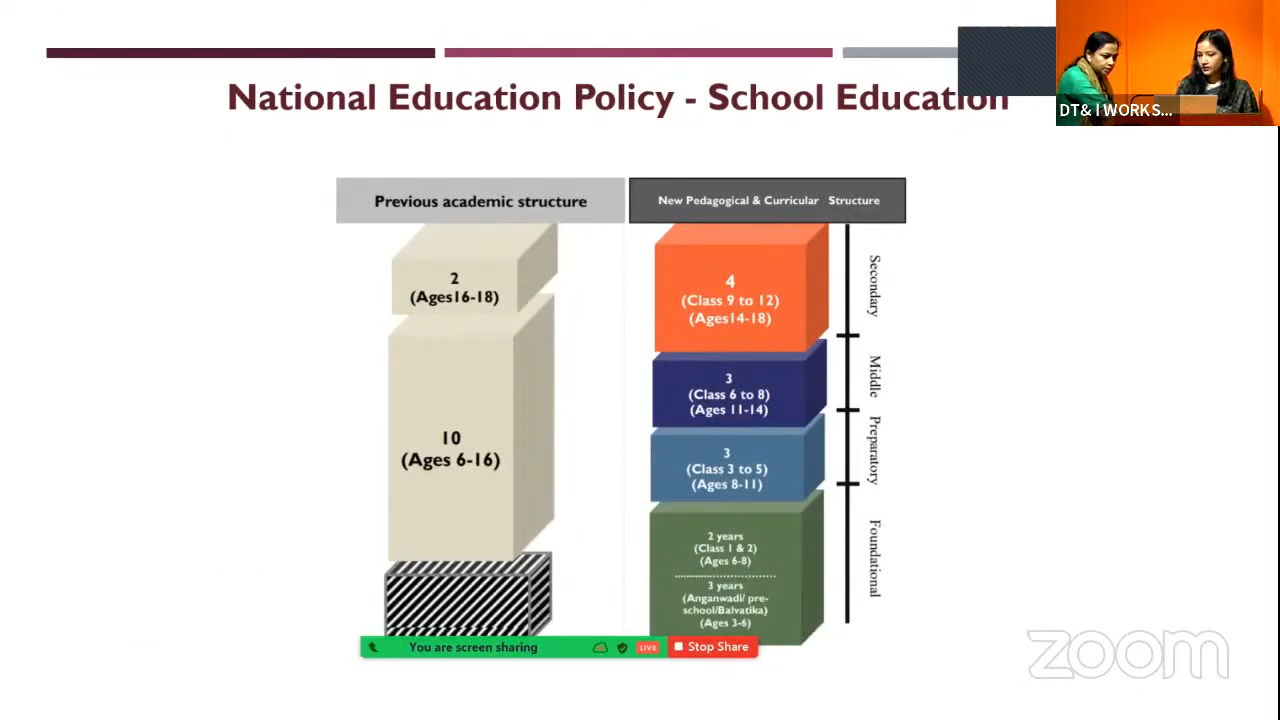 National Education Policy - School Education
DT& I WORKS...
Previous academic structure
New Pedagogical & Curricular Structure
2
(Ages16-18)
10
(Ages 6-16)
4
(Class 9 to 12)
(Ages14-18)
3
(Class 6 to 8)
(Ages 11-14)
3
(Class 3 to 5)
(Ages 8-11)
2 years
(Class 1 & 2)
(Ages 6-8)
3 years
(Anganwadi/ pre-
school/Balvatika)
(Ages 3-6)
Secondary
Middle
Preparatory
Foundational
You are screen sharing
LIVE
Stop Share
zoom